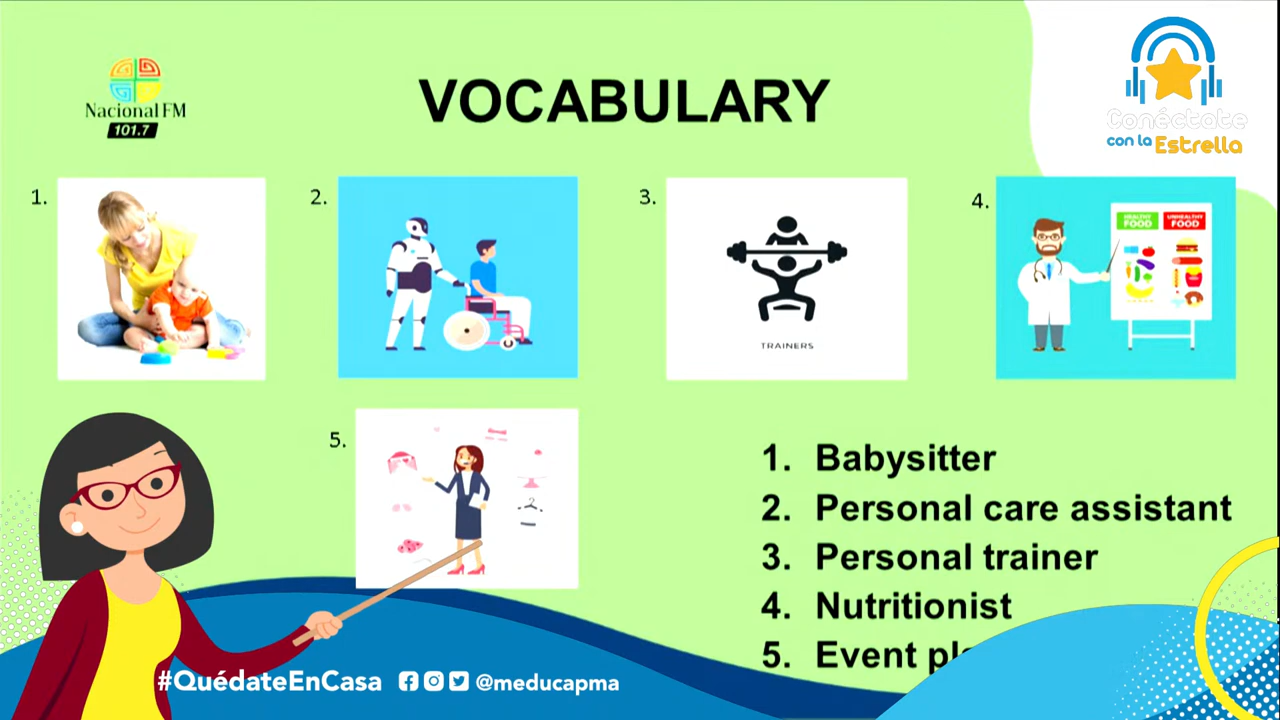 Nacional FM
101.7
VOCABULARY
Conéctate
con la Estrella
1.
2.
3.
4.
HEALTHY FOOD
UNHEALTHY FOOD
TRAINERS
5.
1. Babysitter
2. Personal care assistant
3. Personal trainer
4. Nutritionist
5. Event pl
#QuédateEnCasa @meducapma